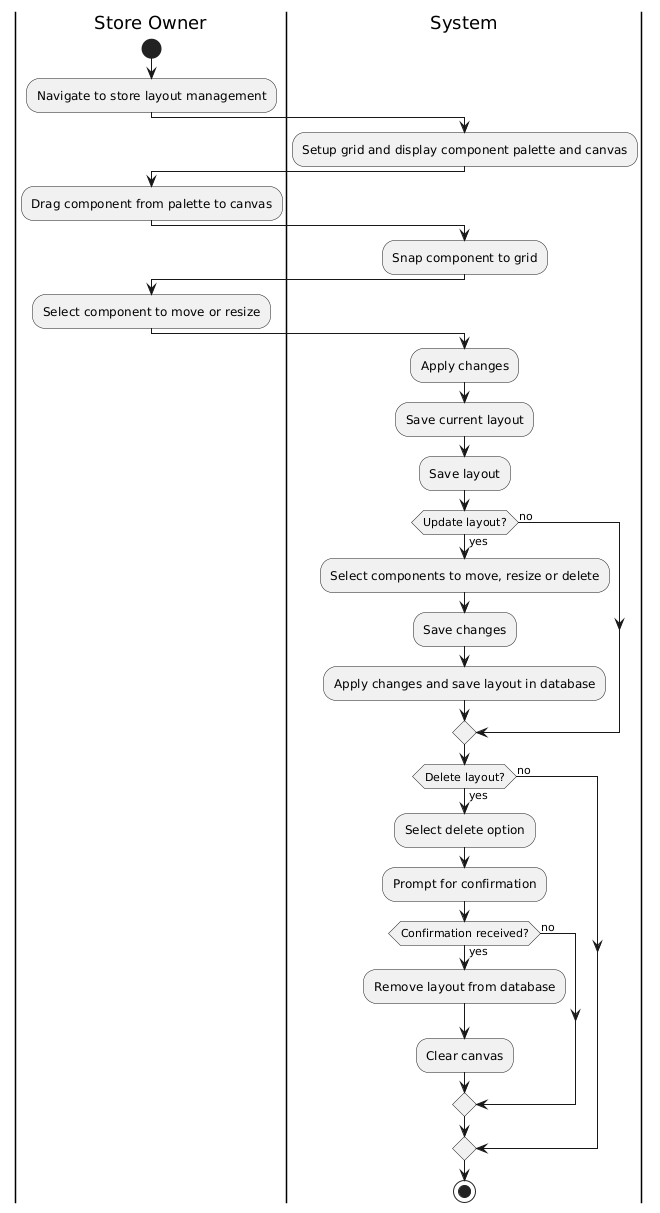 Store Owner
System
Navigate to store layout management
Setup grid and display component palette and canvas
Drag component from palette to canvas
Snap component to grid
Select component to move or resize
Apply changes
Save current layout
Save layout
Update layout?
no
yes
Select components to move, resize or delete
Save changes
Apply changes and save layout in database
Delete layout?
no
yes
Select delete option
Prompt for confirmation
Confirmation received?
no
yes
Remove layout from database
Clear canvas